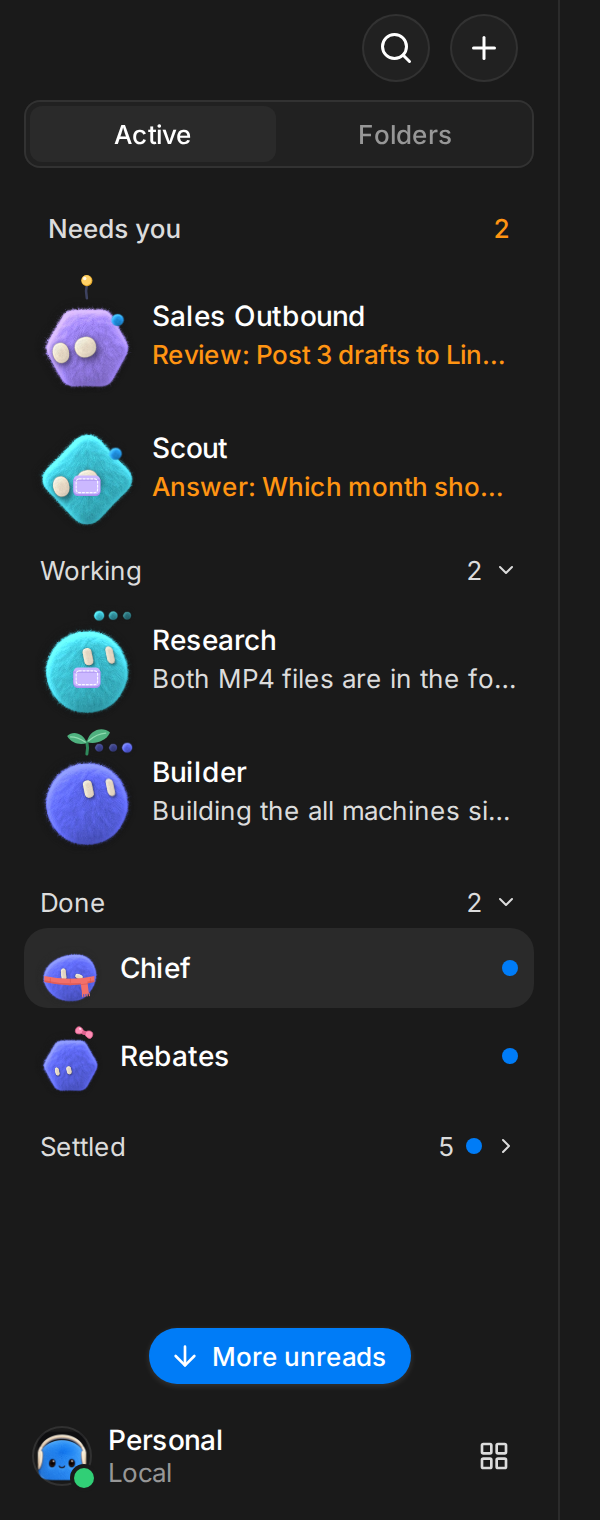 Active
Folders
Needs you
2
Sales Outbound
Review: Post 3 drafts to Lin...
Scout
Answer: Which month sho...
Working
2
Research
Both MP4 files are in the fo...
Builder
Building the all machines si...
Done
2
Chief
Rebates
Settled
5
More unreads
Personal
Local